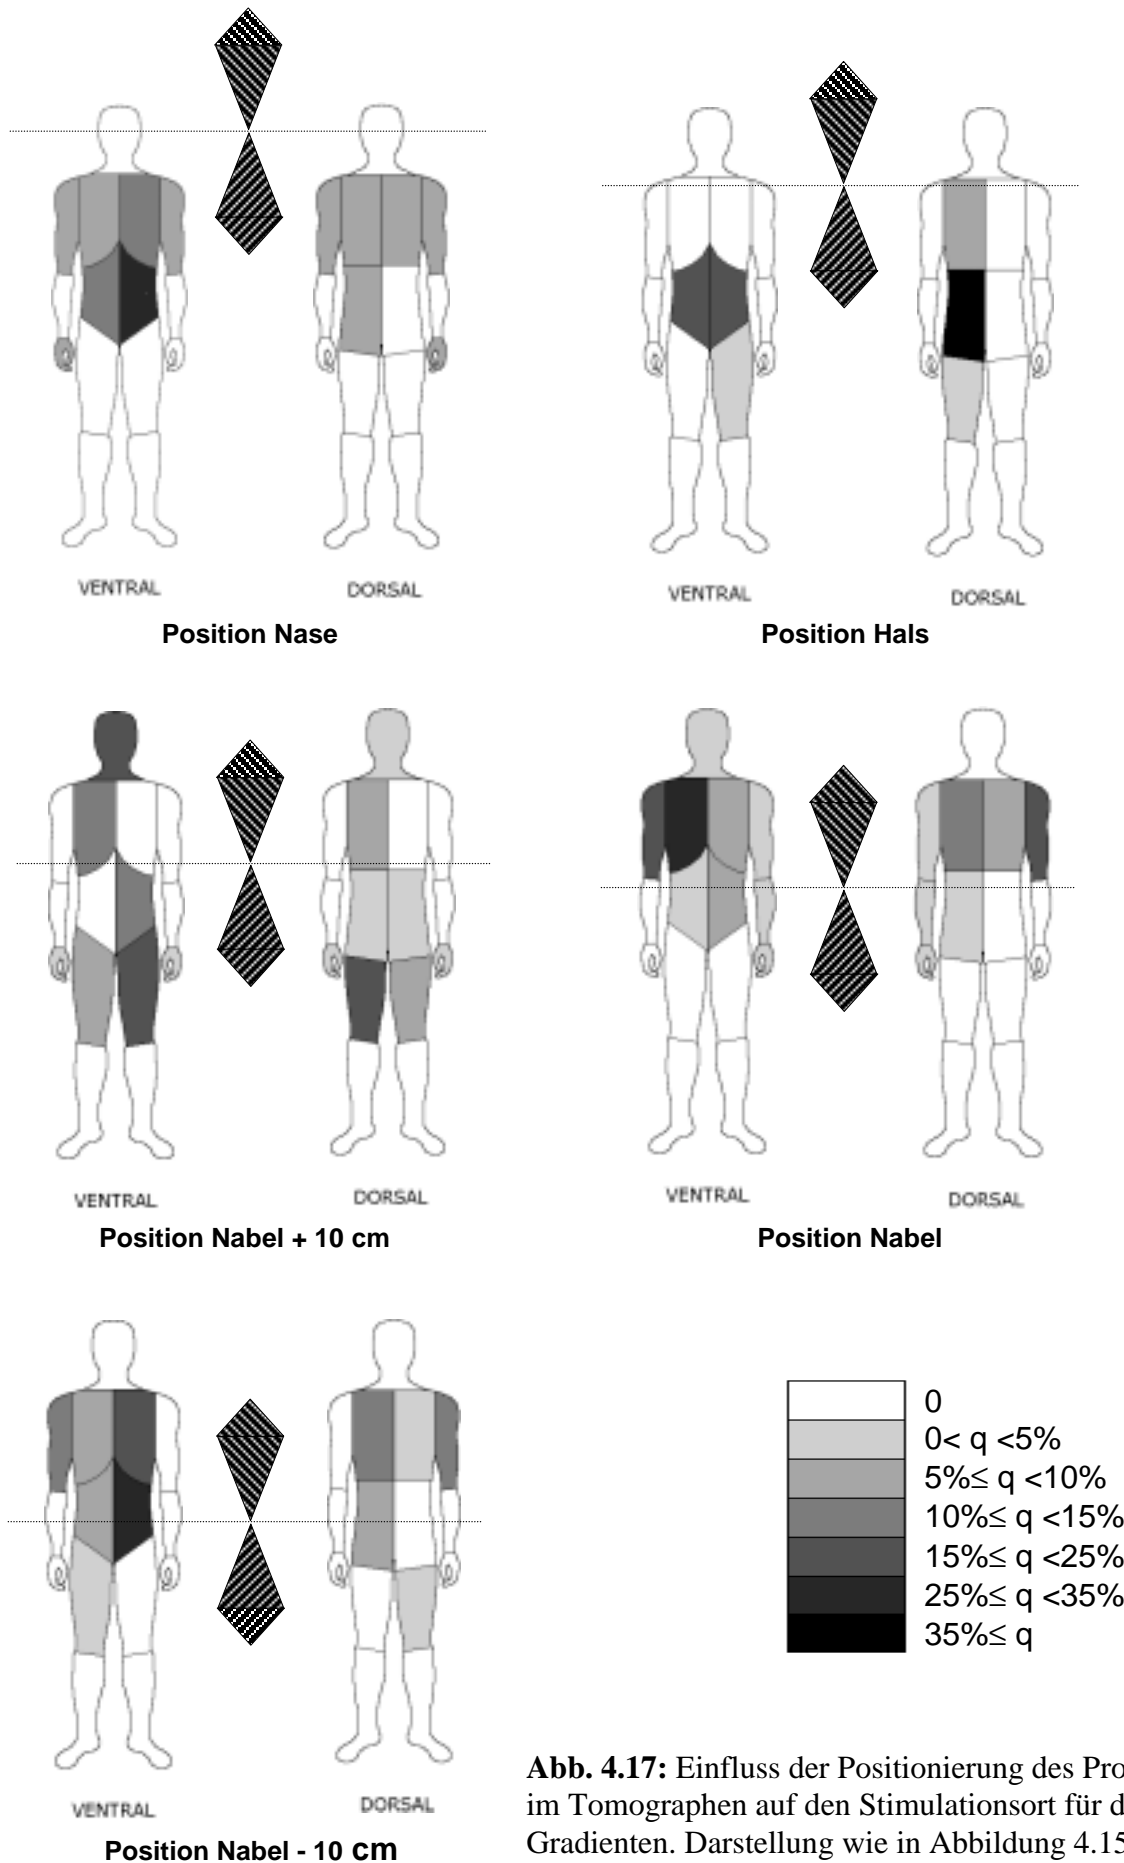 VENTRAL
DORSAL
Position Nase
VENTRAL
DORSAL
Position Hals
VENTRAL
DORSAL
Position Nabel + 10 cm
VENTRAL
DORSAL
Position Nabel
VENTRAL
DORSAL
Position Nabel - 10 cm
0
0< q <5%
5%≤ q <10%
10%≤ q <15%
15%≤ q <25%
25%≤ q <35%
35%≤ q
Abb. 4.17: Einfluss der Positionierung des Pro
im Tomographen auf den Stimulationsort für d
Gradienten. Darstellung wie in Abbildung 4.15